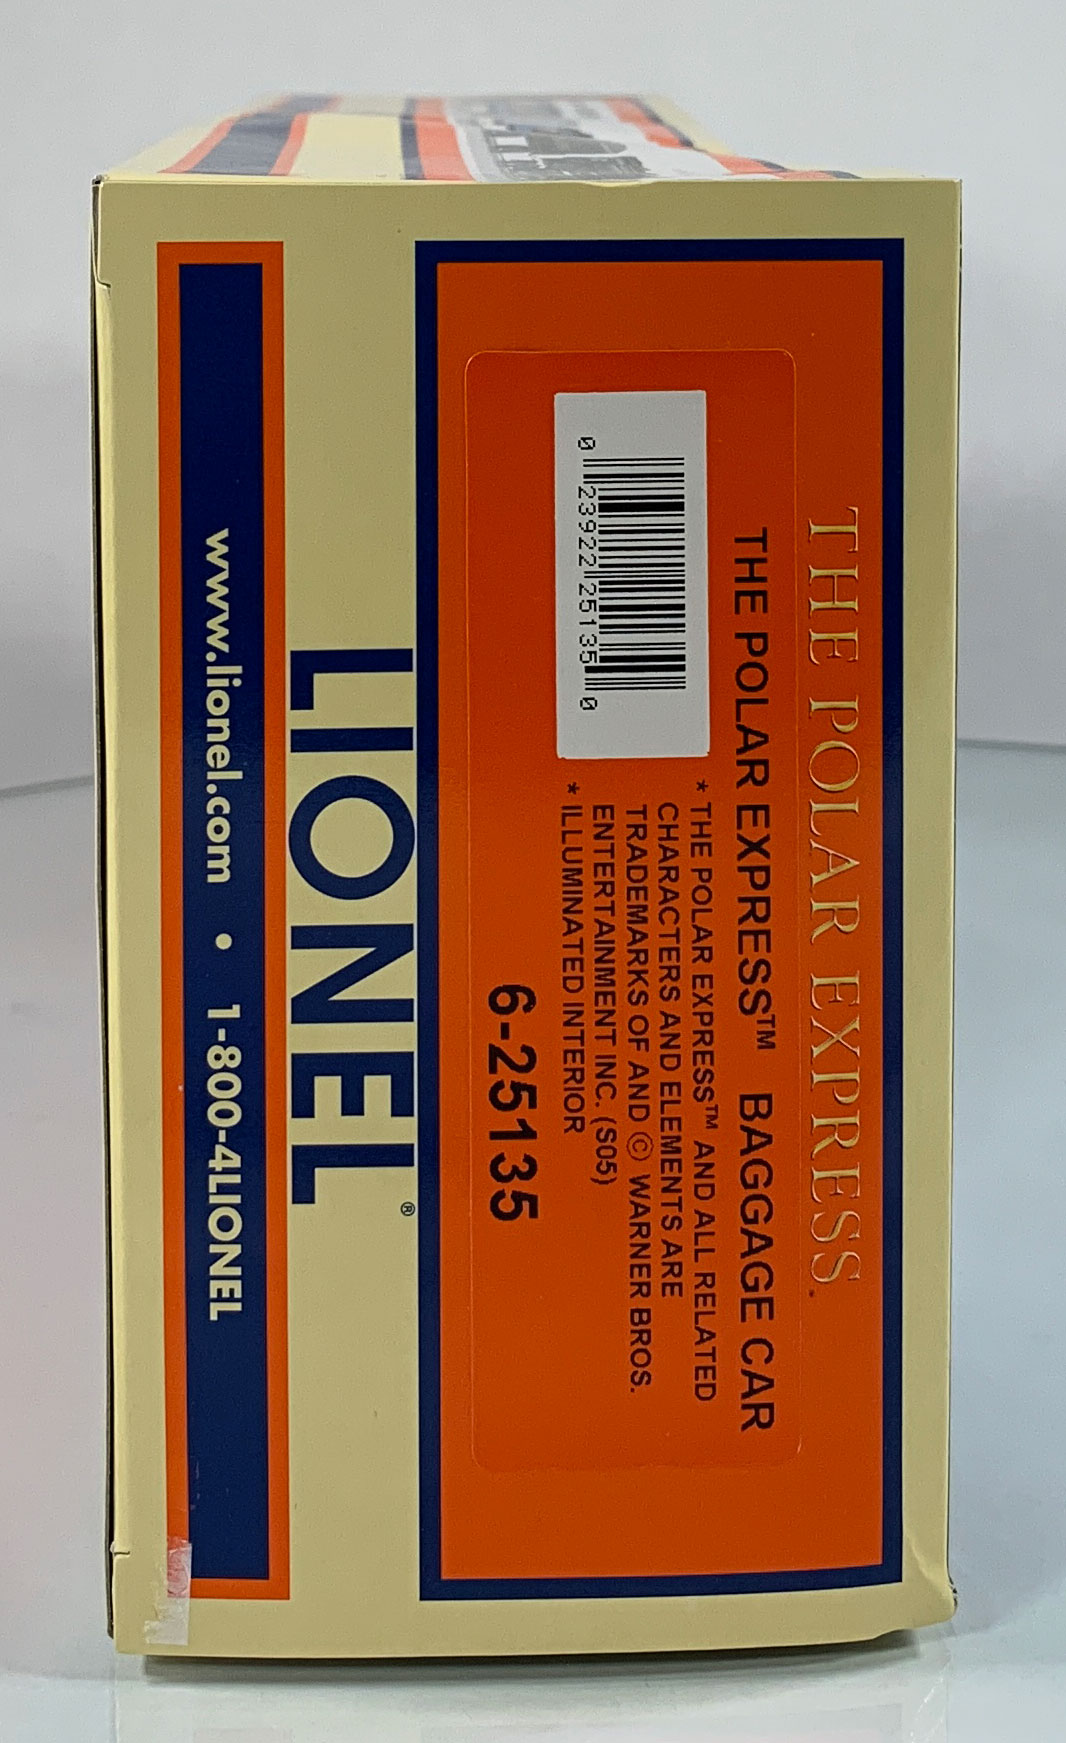 THE POLAR EXPRESS.
THE POLAR EXPRESS™ BAGGAGE CAR
* THE POLAR EXPRESS™ AND ALL RELATED
CHARACTERS AND ELEMENTS ARE
TRADEMARKS OF AND © WARNER BROS.
ENTERTAINMENT INC. (S05)
* ILLUMINATED INTERIOR
0 23922 25135 0
6-25135
LIONEL®
www.lionel.com • 1-800-4LIONEL